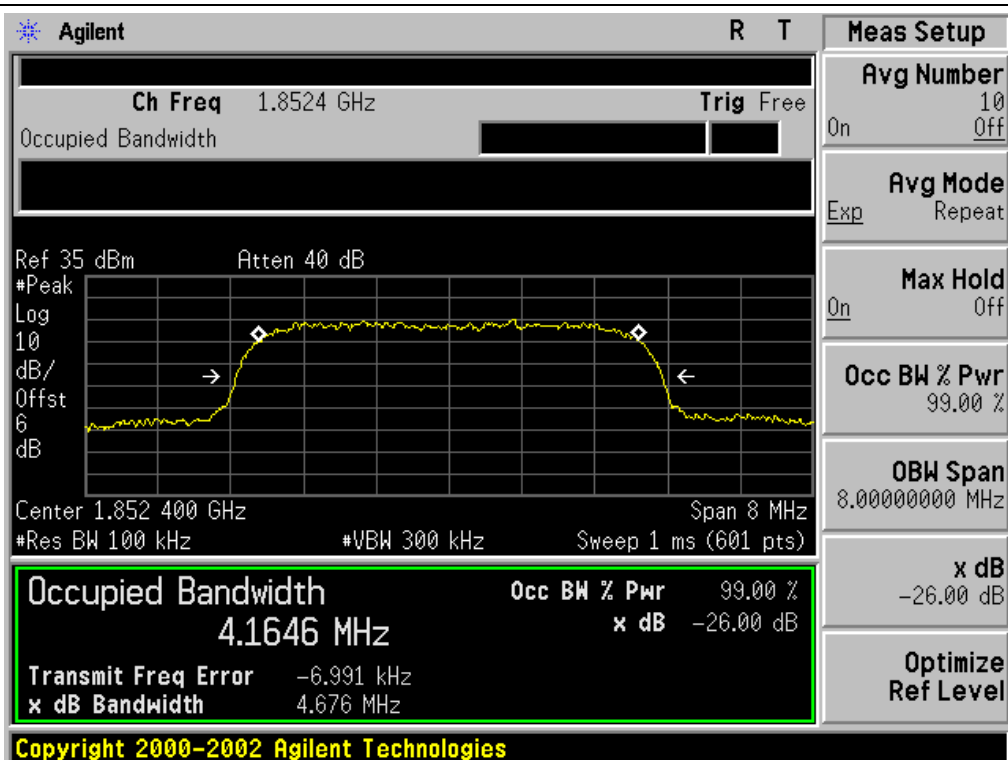 Agilent R T
Ch Freq 1.8524 GHz Trig Free
Occupied Bandwidth
Ref 35 dBm Atten 40 dB
#Peak
Log
10
dB/
Offst
6
dB
Center 1.852 400 GHz Span 8 MHz
#Res BW 100 kHz #VBW 300 kHz Sweep 1 ms (601 pts)
Occupied Bandwidth Occ BW % Pwr 99.00 %
4.1646 MHz x dB -26.00 dB
Transmit Freq Error -6.991 kHz
x dB Bandwidth 4.676 MHz
Copyright 2000-2002 Agilent Technologies
Meas Setup
Avg Number
10
On Off
Avg Mode
Exp Repeat
Max Hold
On Off
Occ BW % Pwr
99.00 %
OBW Span
8.00000000 MHz
x dB
-26.00 dB
Optimize
Ref Level